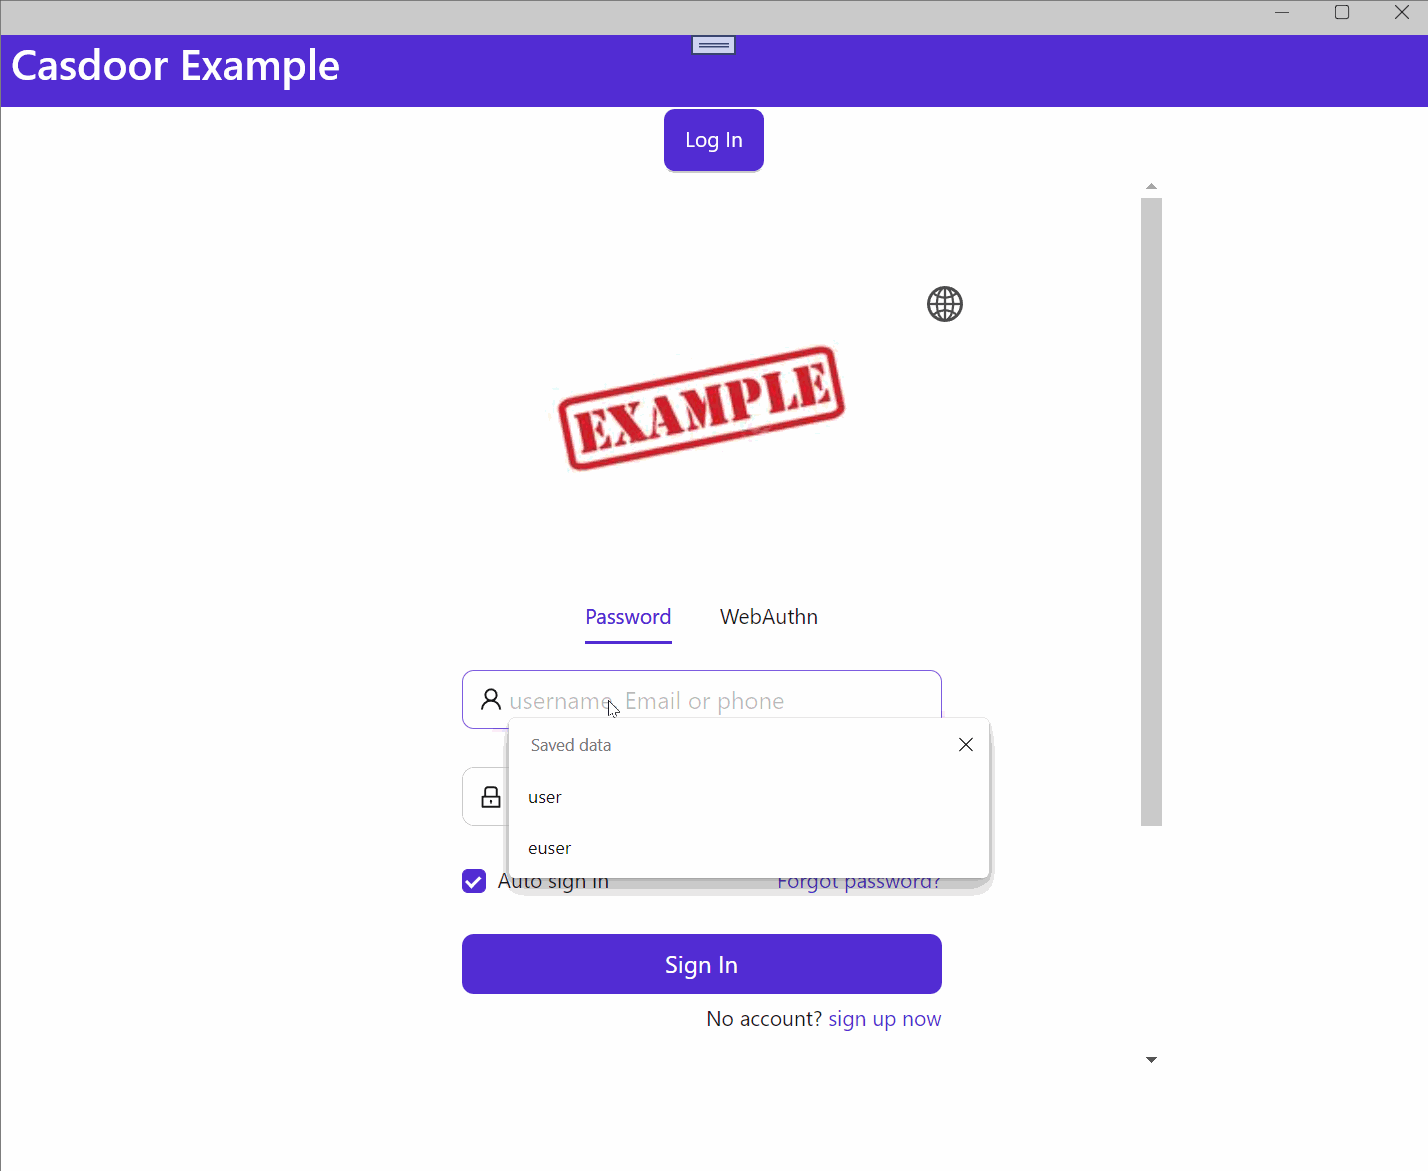 Casdoor Example
Log In
EXAMPLE
Password WebAuthn
username, Email or phone
Saved data
user
euser
Auto sign in Forgot password?
Sign In
No account? sign up now